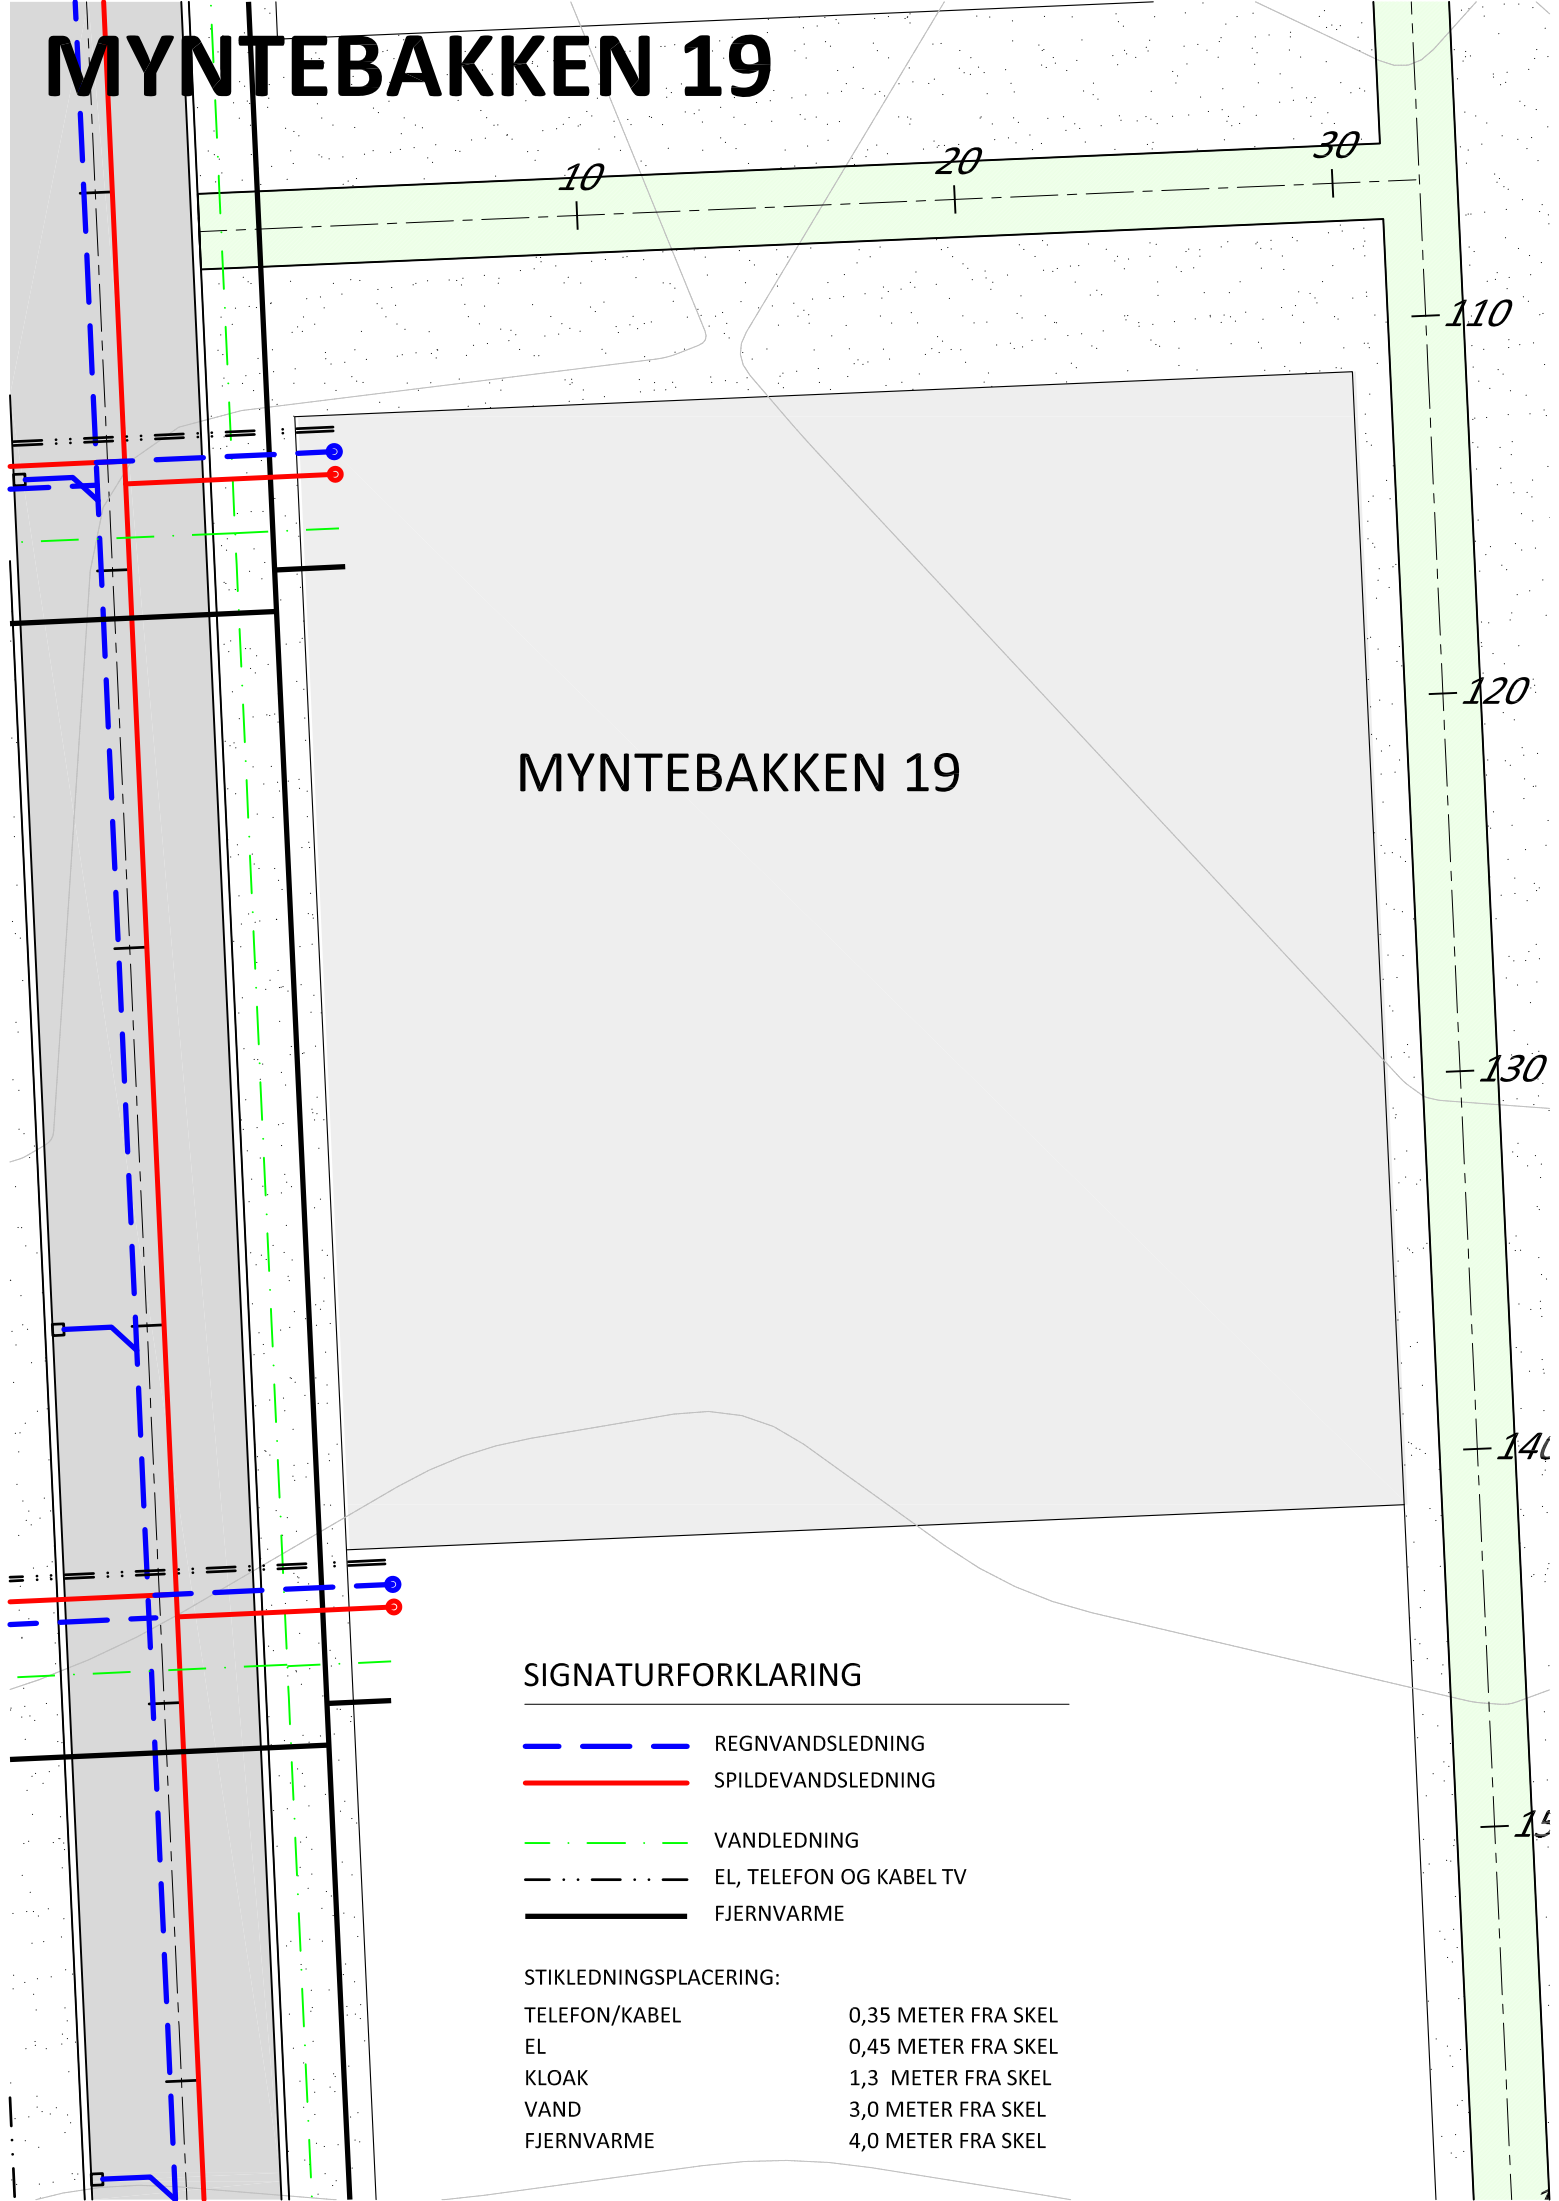 MYNTEBAKKEN 19
10
20
30
110
120
MYNTEBAKKEN 19
130
140
SIGNATURFORKLARING
REGNVANDSLEDNING
SPILDEVANDSLEDNING
VANDLEDNING
15
EL, TELEFON OG KABEL TV
FJERNVARME
STIKLEDNINGSPLACERING:
TELEFON/KABEL 0,35 METER FRA SKEL
EL 0,45 METER FRA SKEL
KLOAK 1,3 METER FRA SKEL
VAND 3,0 METER FRA SKEL
FJERNVARME 4,0 METER FRA SKEL